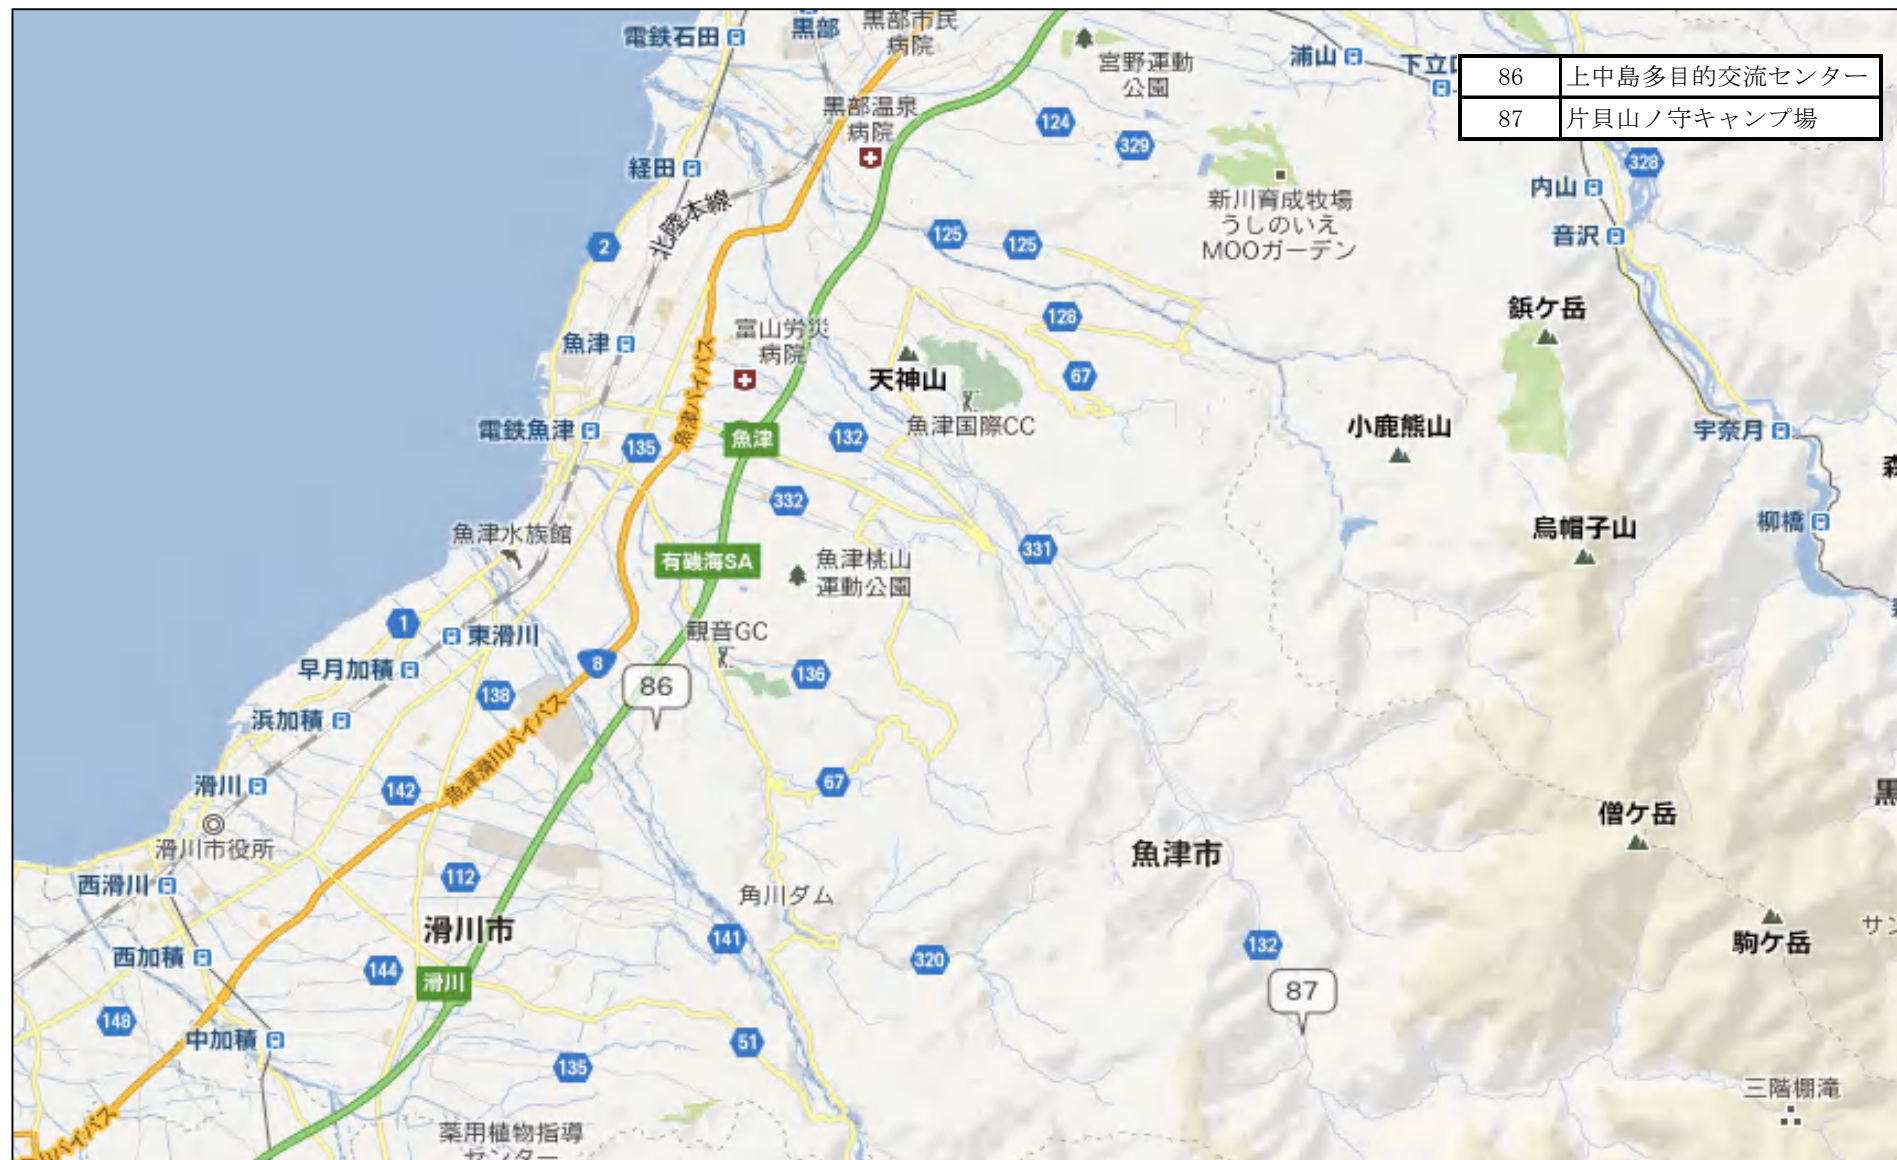 電鉄石田
黒部
黒部市民
病院
宮野運動
公園
浦山
下立口
86 上中島多目的交流センター
87 片貝山ノ守キャンプ場
黒部温泉
病院
124
329
328
経田
北陸本線
新川育成牧場
うしのいえ
MOOガーデン
内山
音沢
2
125
125
128
鋲ケ岳
魚津
富山労災
病院
魚津バイパス
天神山
67
魚津国際CC
小鹿熊山
宇奈月
電鉄魚津
135
魚津
132
332
柳橋
烏帽子山
魚津水族館
有磯海SA
魚津桃山
運動公園
331
1
東滑川
観音GC
早月加積
8
86
136
138
浜加積
魚津滑川バイパス
滑川
142
67
僧ケ岳
黒
滑川市役所
魚津市
西滑川
112
角川ダム
滑川市
141
320
132
駒ケ岳
サン
西加積
144
滑川
87
148
中加積
51
135
三階棚滝
バイパス
薬用植物指導
センター